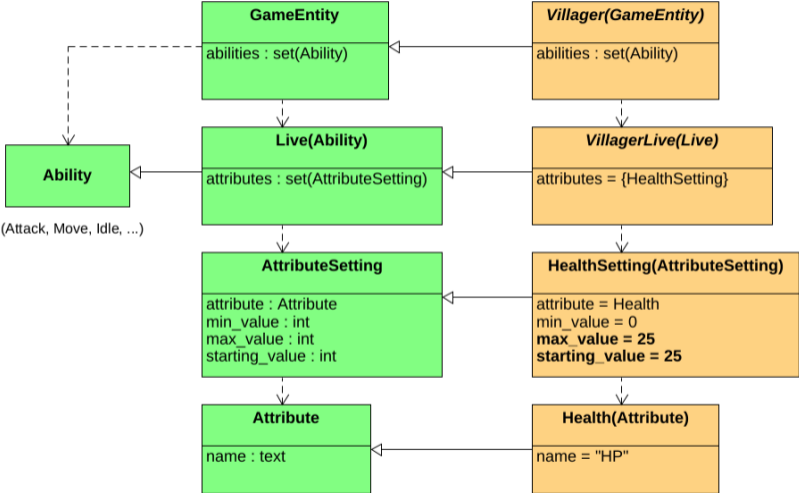 GameEntity
abilities : set(Ability)
Villager(GameEntity)
abilities : set(Ability)
Ability
(Attack, Move, Idle, ...)
Live(Ability)
attributes : set(AttributeSetting)
VillagerLive(Live)
attributes = {HealthSetting}
AttributeSetting
attribute : Attribute
min_value : int
max_value : int
starting_value : int
HealthSetting(AttributeSetting)
attribute = Health
min_value = 0
max_value = 25
starting_value = 25
Attribute
name : text
Health(Attribute)
name = "HP"